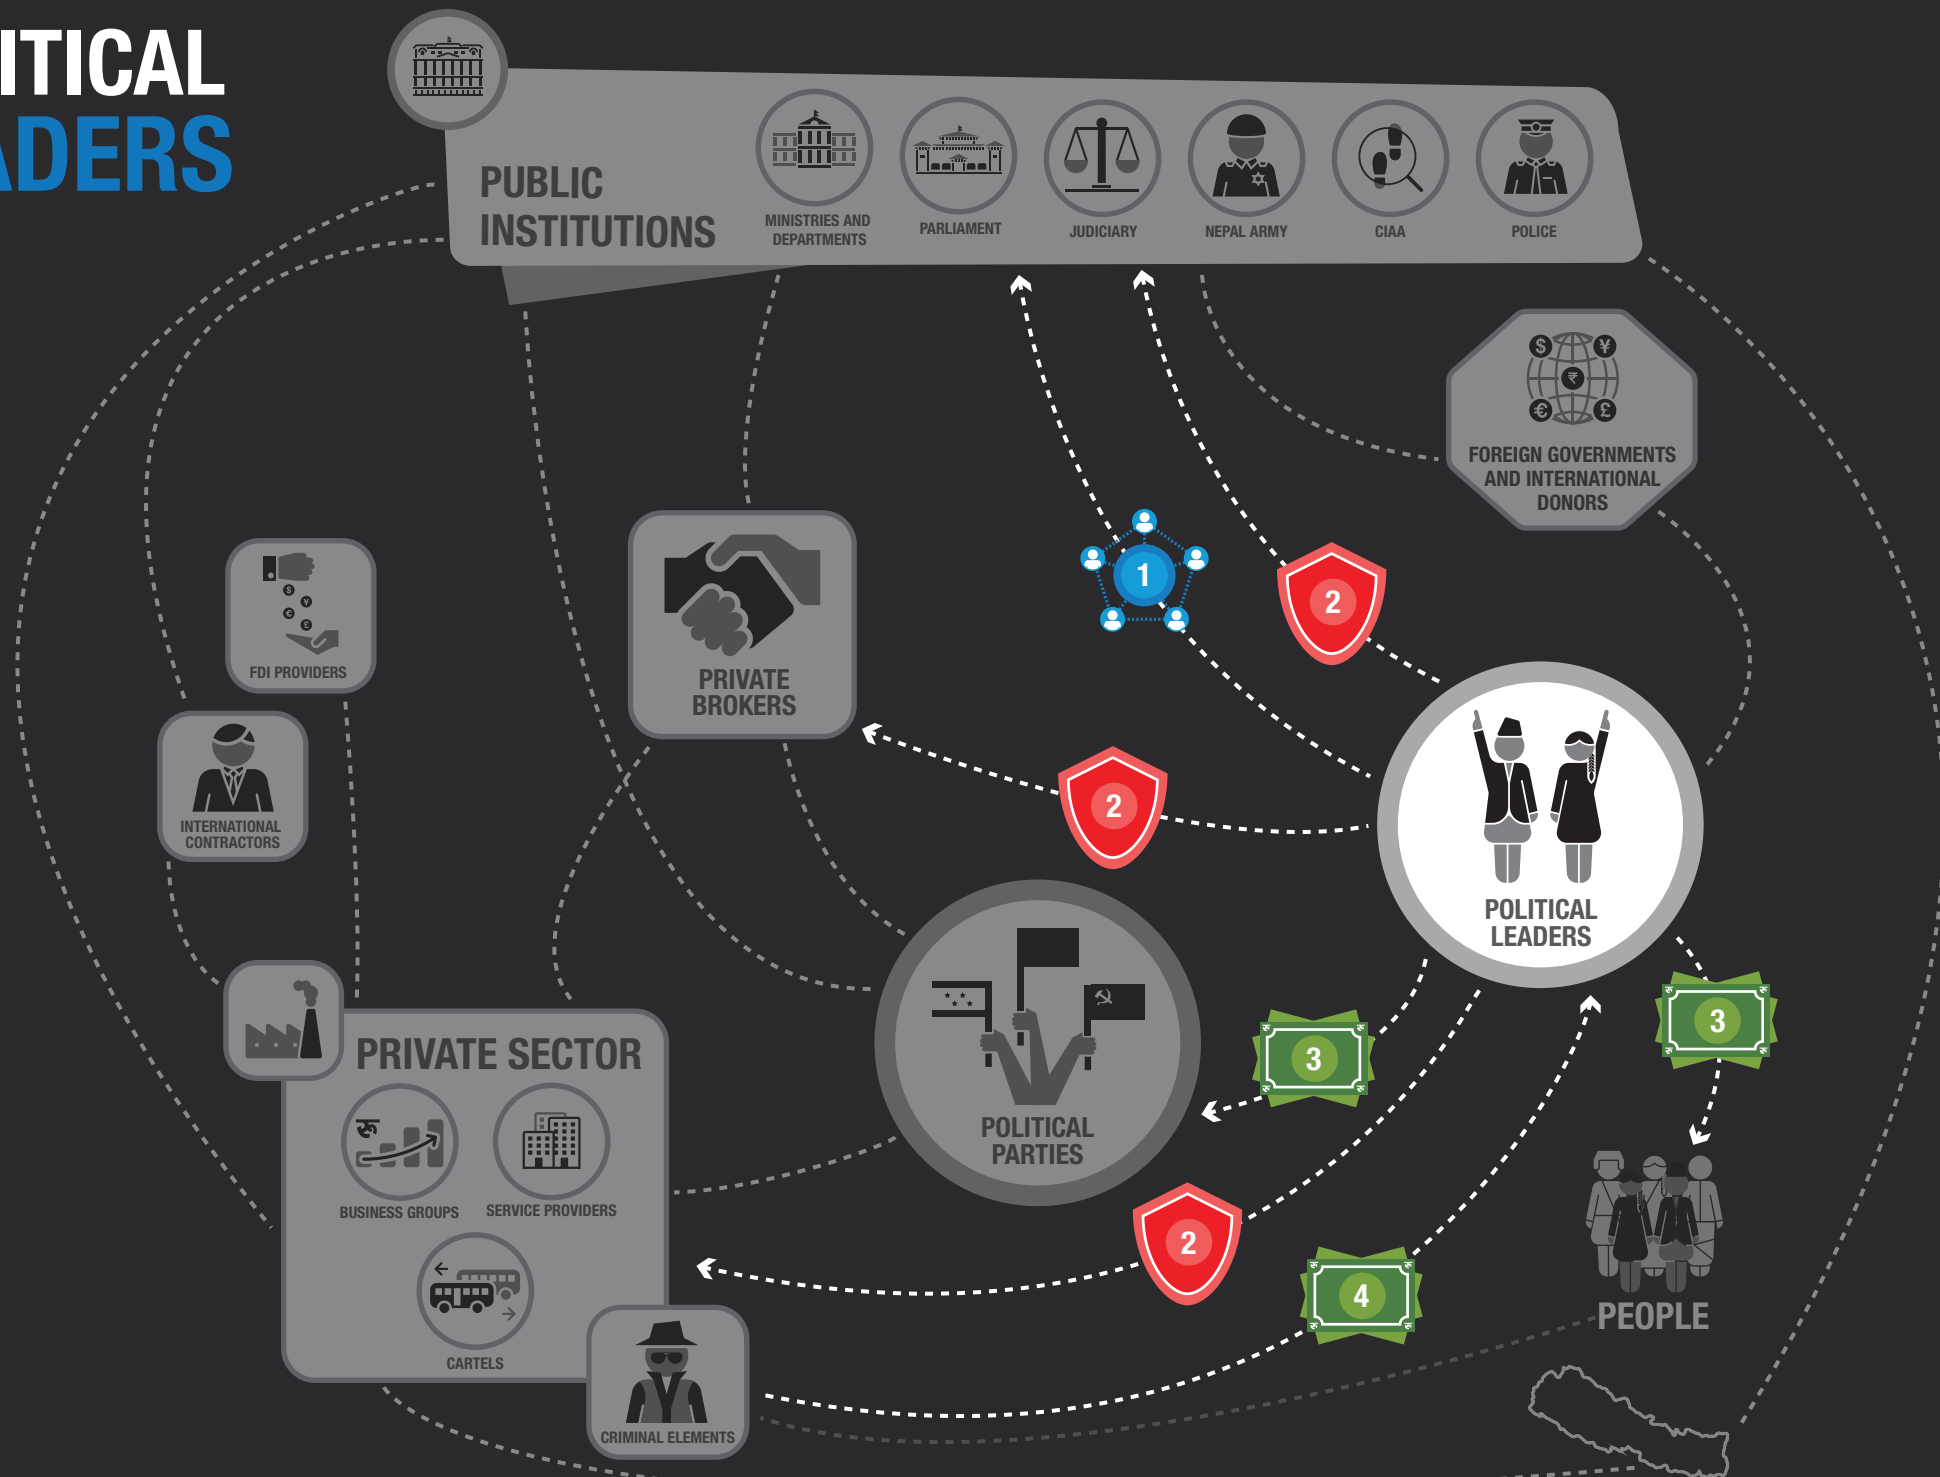 ITICAL
ADERS
PUBLIC
INSTITUTIONS
MINISTRIES AND
DEPARTMENTS
PARLIAMENT
JUDICIARY
NEPAL ARMY
CIAA
POLICE
$ ¥
₹
€ £
FOREIGN GOVERNMENTS
AND INTERNATIONAL
DONORS
1
2
$
¥
€
£
FDI PROVIDERS
PRIVATE
BROKERS
INTERNATIONAL
CONTRACTORS
2
POLITICAL
LEADERS
3
3
POLITICAL
PARTIES
PRIVATE SECTOR
रू
BUSINESS GROUPS
SERVICE PROVIDERS
CARTELS
2
4
PEOPLE
CRIMINAL ELEMENTS